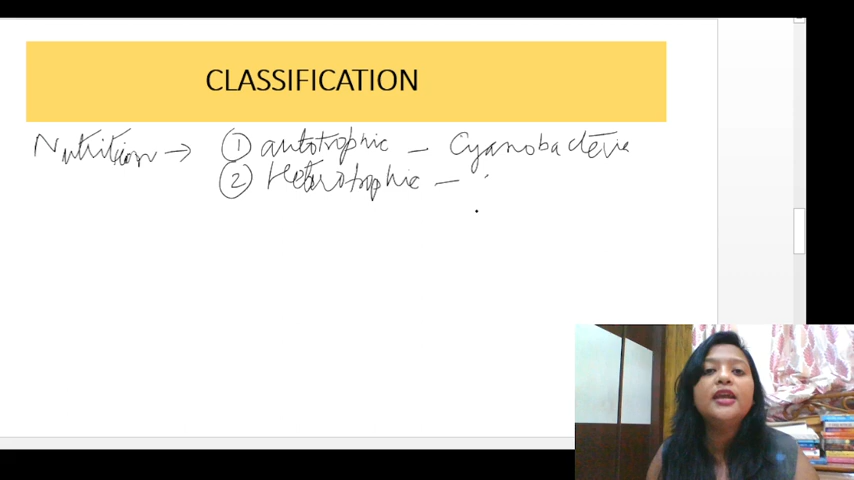 CLASSIFICATION
Nutrition → ① autotrophic - Cyanobacteria
② Heterotrophic -